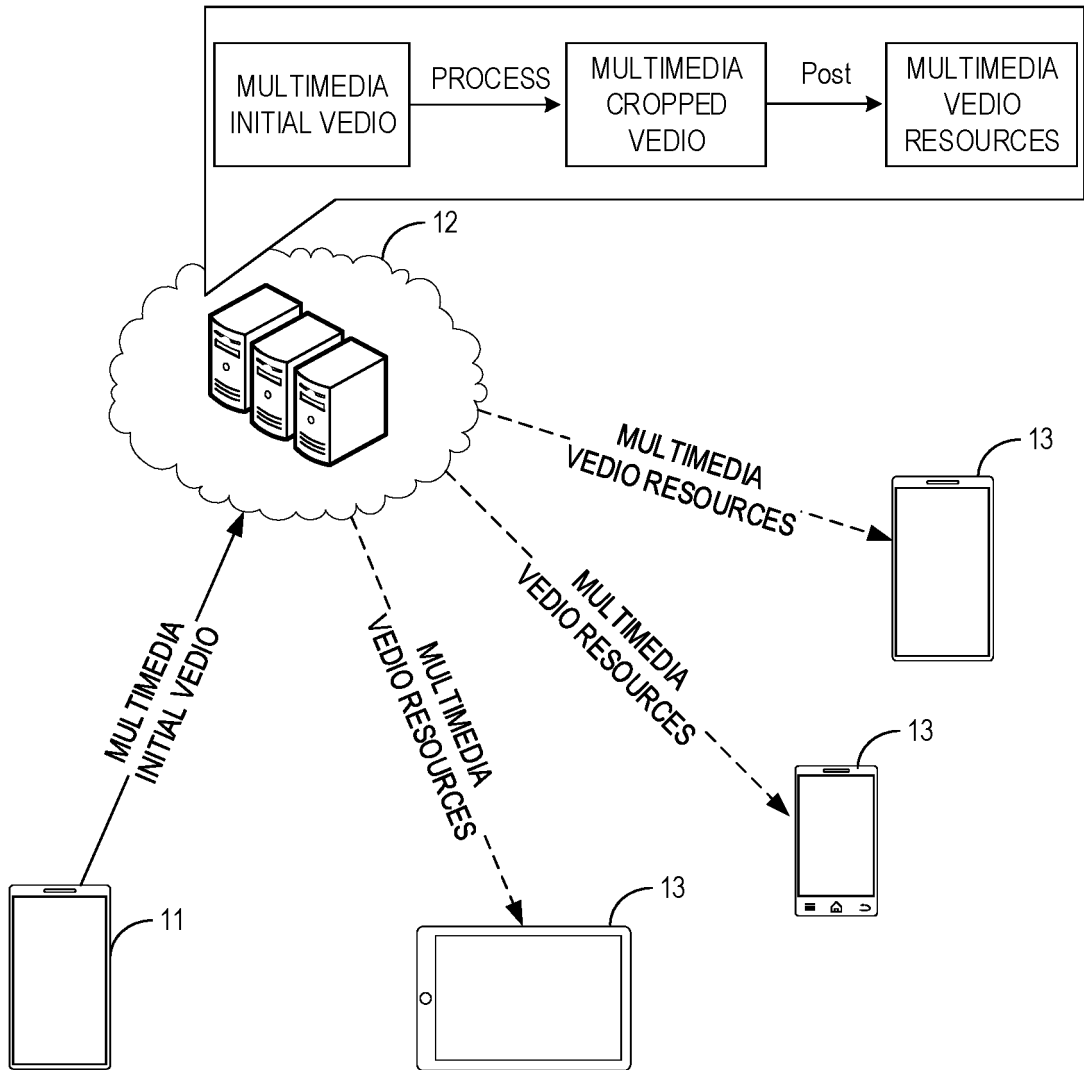 MULTIMEDIA
INITIAL VEDIO
PROCESS
MULTIMEDIA
CROPPED
VEDIO
Post
MULTIMEDIA
VEDIO
RESOURCES
12
MULTIMEDIA
VEDIO RESOURCES
13
MULTIMEDIA
VEDIO RESOURCES
13
MULTIMEDIA
VEDIO RESOURCES
13
MULTIMEDIA
INITIAL VEDIO
11